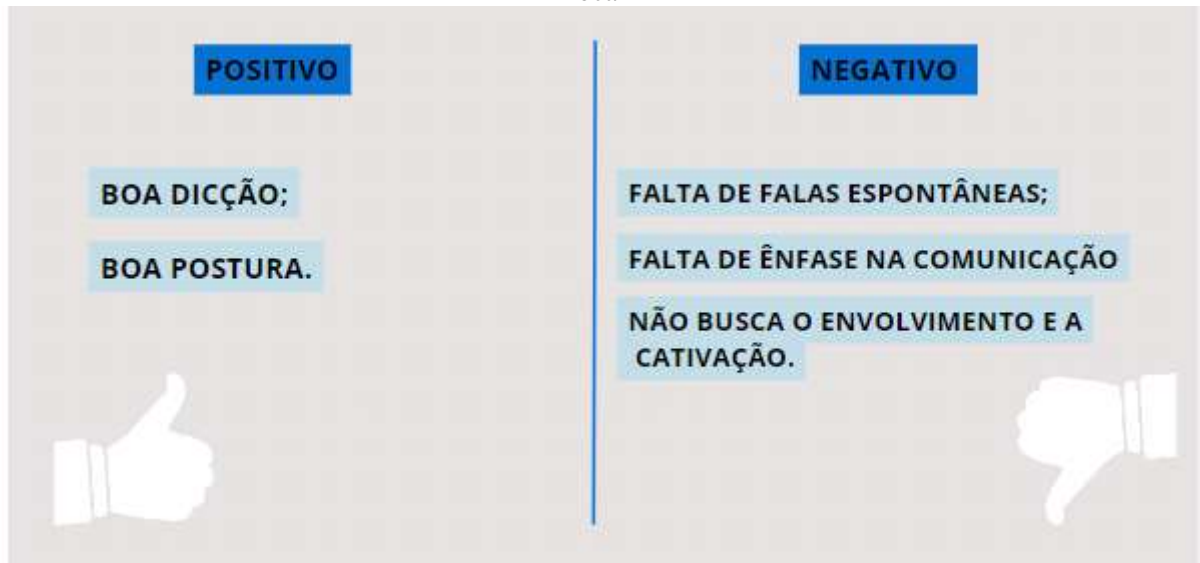 POSITIVO
BOA DICÇÃO;
BOA POSTURA.
NEGATIVO
FALTA DE FALAS ESPONTÂNEAS;
FALTA DE ÊNFASE NA COMUNICAÇÃO
NÃO BUSCA O ENVOLVIMENTO E A
CATIVAÇÃO.